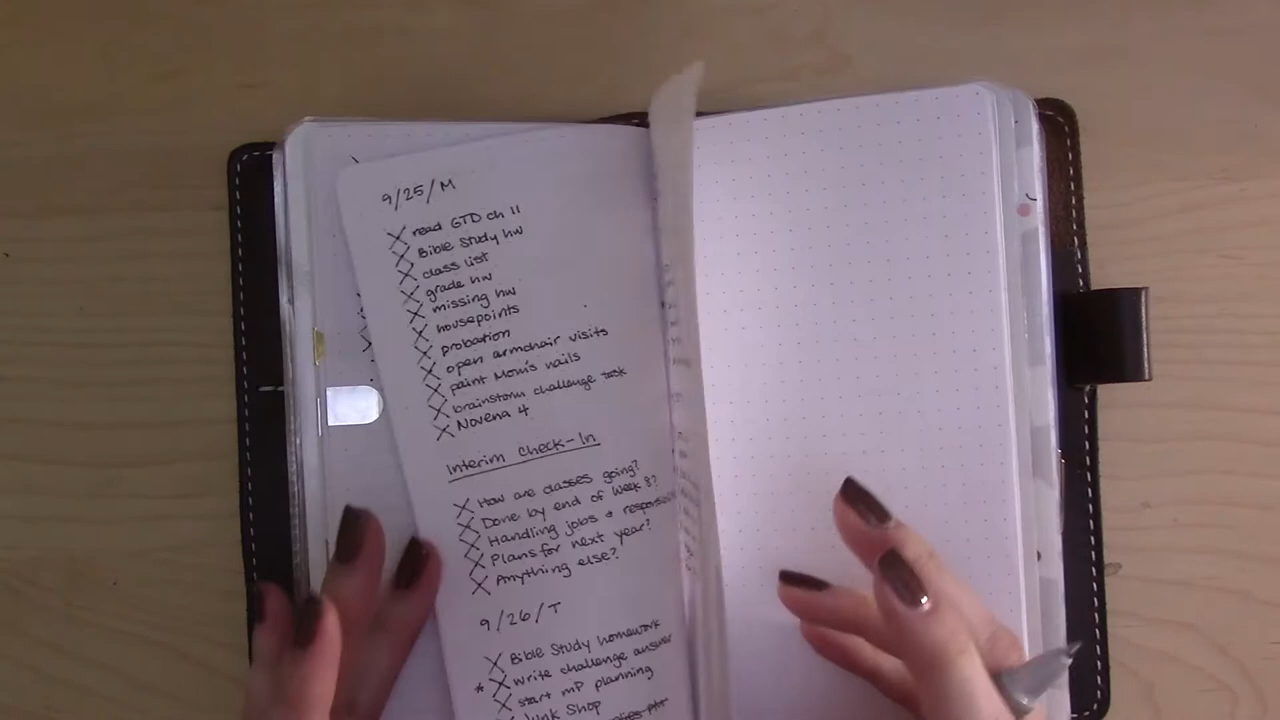 9/25/M
read GTD ch 11
Bible Study hw
class list
grade hw
missing hw
housepoints
probation
open armchair visits
paint Mom's nails
brainstorm challenge task
Novena 4
Interim Check-In
How are classes going?
Done by end of Week 8?
Handling jobs &
Plans for next year?
Anything else?
9/26/T
Bible Study homework
* write challenge answer
start MP planning
Junk Shop